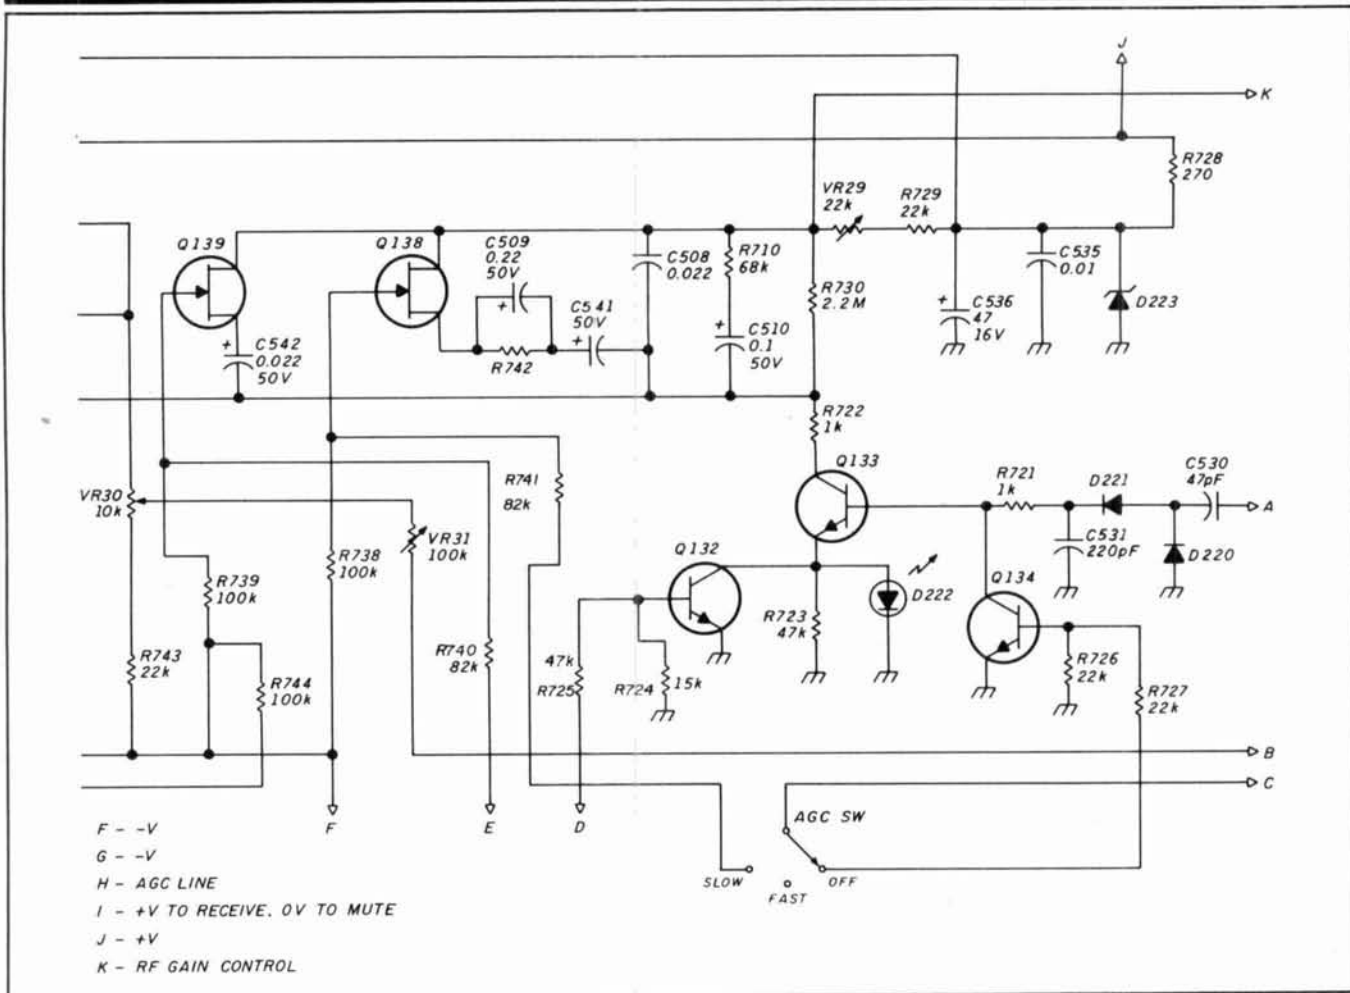 J
K
R728
270
VR29
22k
R729
22k
Q139
Q138
C509
0.22
50V
C508
0.022
R710
68k
C535
0.01
R730
2.2M
C541
50V
+
C536
47
16V
+
D223
+
C542
0.022
50V
+
R742
+
C510
0.1
50V
+
R722
1k
Q133
R741
82k
R721
1k
D221
C530
47pF
A
VR30
10k
VR31
100k
R738
100k
Q132
C531
220pF
D220
R739
100k
D222
Q134
R723
47k
R743
22k
R744
100k
R740
82k
47k
R725
R724
15k
R726
22k
R727
22k
B
C
F
E
D
AGC SW
SLOW
FAST
OFF
F - -V
G - -V
H - AGC LINE
I - +V TO RECEIVE. 0V TO MUTE
J - +V
K - RF GAIN CONTROL